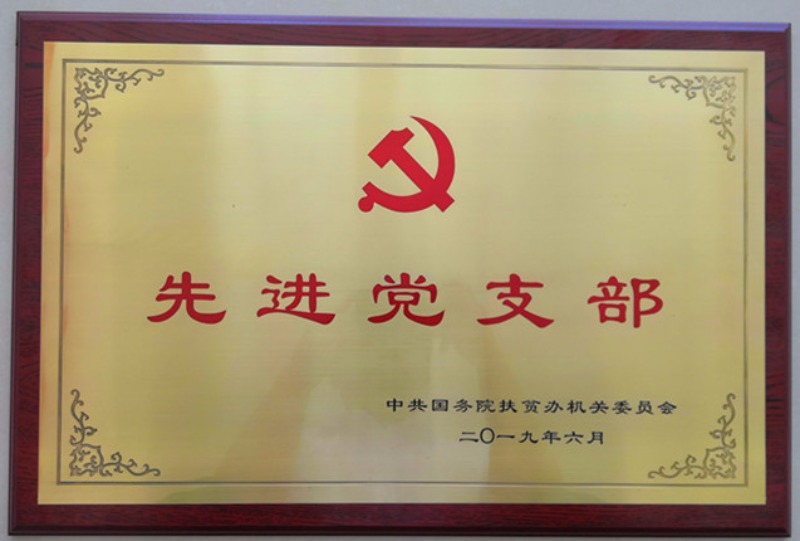 先进党支部
中共国务院扶贫办机关委员会
二〇一九年六月